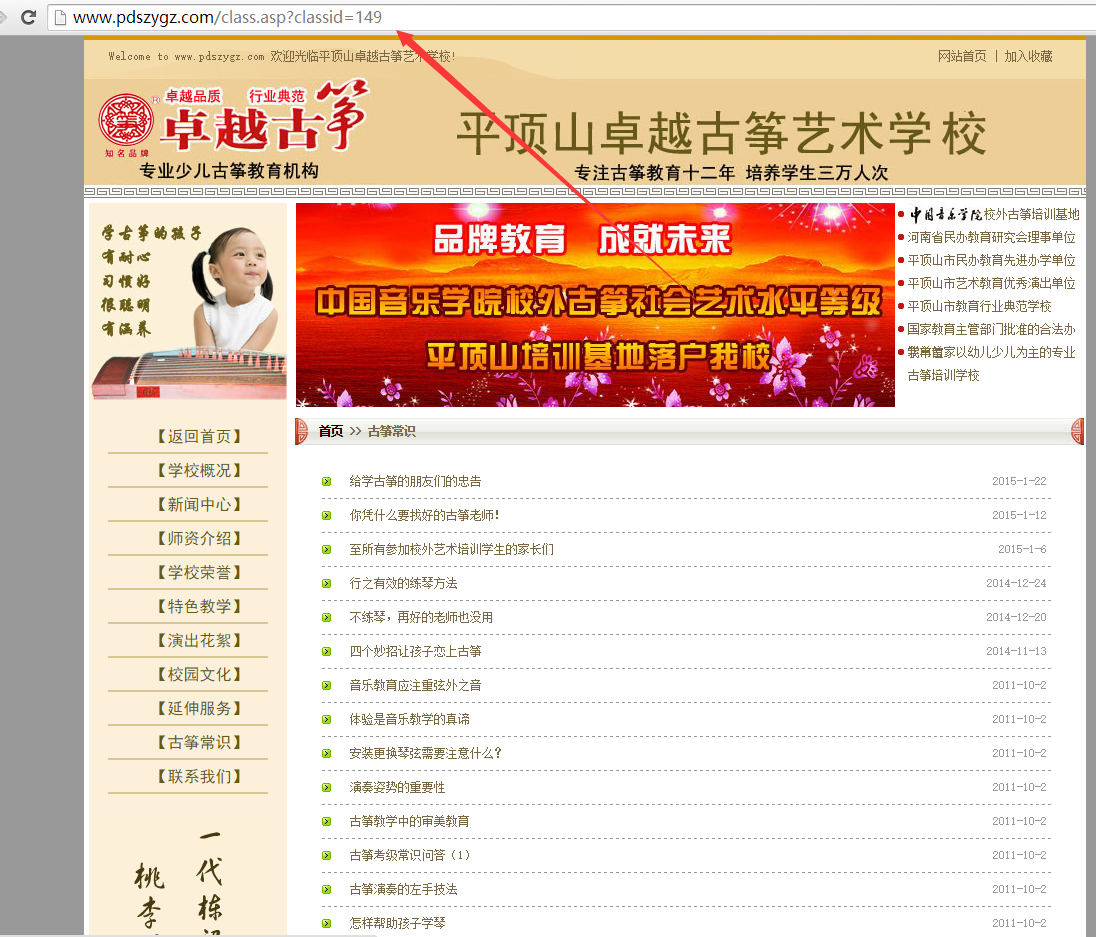 www.pdszygz.com/class.asp?classid=149
Welcome to www.pdszygz.com 欢迎光临平顶山卓越古筝艺术学校!
网站首页 | 加入收藏
卓越品质 行业典范
®
卓越古筝
知名品牌
专业少儿古筝教育机构
平顶山卓越古筝艺术学校
专注古筝教育十二年 培养学生三万人次
学古筝的孩子
有耐心
习惯好
很聪明
有涵养
品牌教育 成就未来
中国音乐学院校外古筝社会艺术水平等级
平顶山培训基地落户我校
中国音乐学院校外古筝培训基地
河南省民办教育研究会理事单位
平顶山市民办教育先进办学单位
平顶山市艺术教育优秀演出单位
平顶山市教育行业典范学校
国家教育主管部门批准的合法办
家以幼儿少儿为主的专业
古筝培训学校
【返回首页】
【学校概况】
【新闻中心】
【师资介绍】
【学校荣誉】
【特色教学】
【演出花絮】
【校园文化】
【延伸服务】
【古筝常识】
【联系我们】
一代栋
桃李
首页 >> 古筝常识
给学古筝的朋友们的忠告 2015-1-22
你凭什么要找好的古筝老师! 2015-1-12
至所有参加校外艺术培训学生的家长们 2015-1-6
行之有效的练琴方法 2014-12-24
不练琴，再好的老师也没用 2014-12-20
四个妙招让孩子恋上古筝 2014-11-13
音乐教育应注重弦外之音 2011-10-2
体验是音乐教学的真谛 2011-10-2
安装更换琴弦需要注意什么？ 2011-10-2
演奏姿势的重要性 2011-10-2
古筝教学中的审美教育 2011-10-2
古筝考级常识问答（1） 2011-10-2
古筝演奏的左手技法 2011-10-2
怎样帮助孩子学琴 2011-10-2